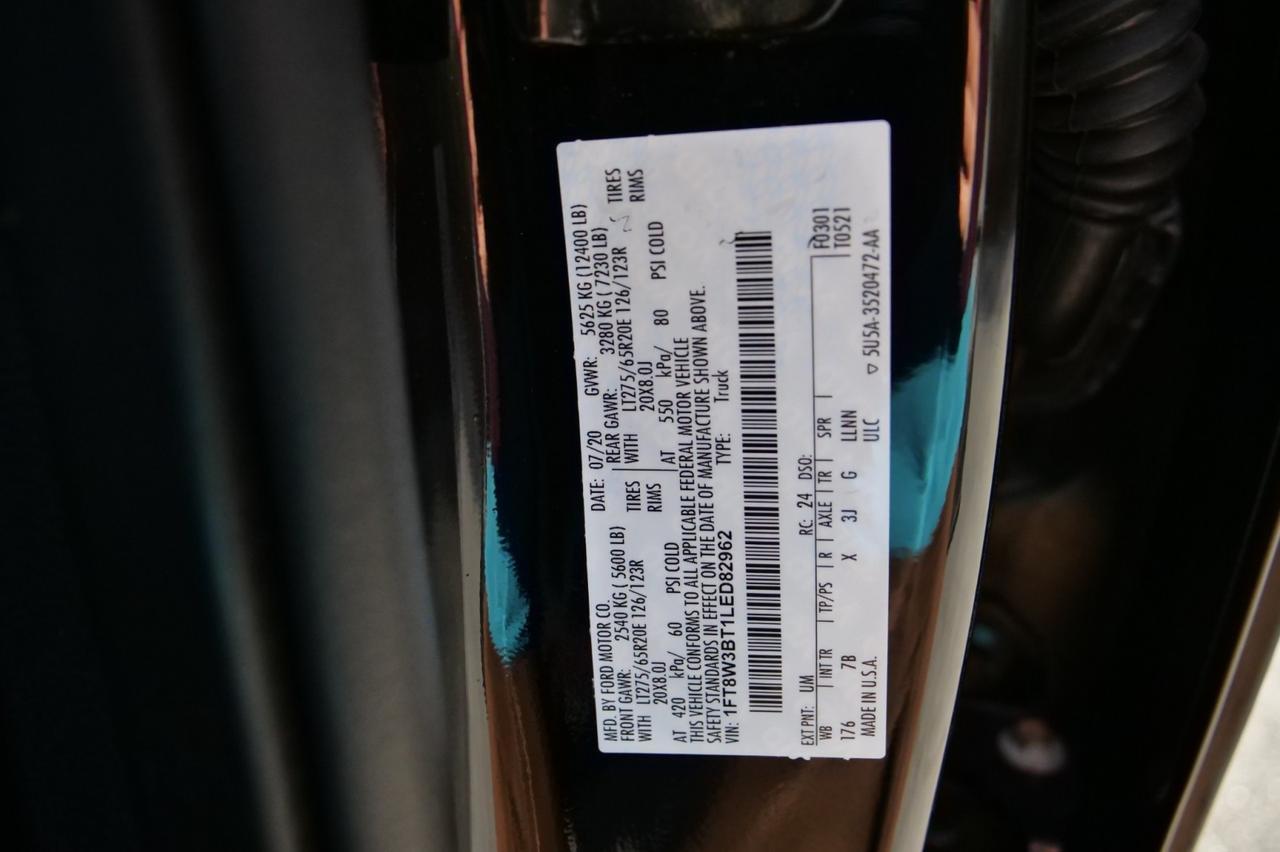 MFD. BY FORD MOTOR CO. DATE: 07/20 GVWR: 5625 KG (12400 LB)
FRONT GAWR: 2540 KG ( 5600 LB) REAR GAWR: 3280 KG ( 7230 LB)
WITH LT275/65R20E 126/123R TIRES WITH LT275/65R20E 126/123R TIRES
20X8.0J RIMS 20X8.0J RIMS
AT 420 kPa/ 60 PSI COLD AT 550 kPa/ 80 PSI COLD
THIS VEHICLE CONFORMS TO ALL APPLICABLE FEDERAL MOTOR VEHICLE
SAFETY STANDARDS IN EFFECT ON THE DATE OF MANUFACTURE SHOWN ABOVE.
VIN: 1FT8W3BT1LED82962 TYPE: Truck
EXT PNT: UM RC: 24 DSO: F0301
WB INT TR TP/PS R AXLE TR SPR T0521
176 7B X 3J G LLNN
MADE IN U.S.A. ULC ▽ 5U5A-3520472-AA